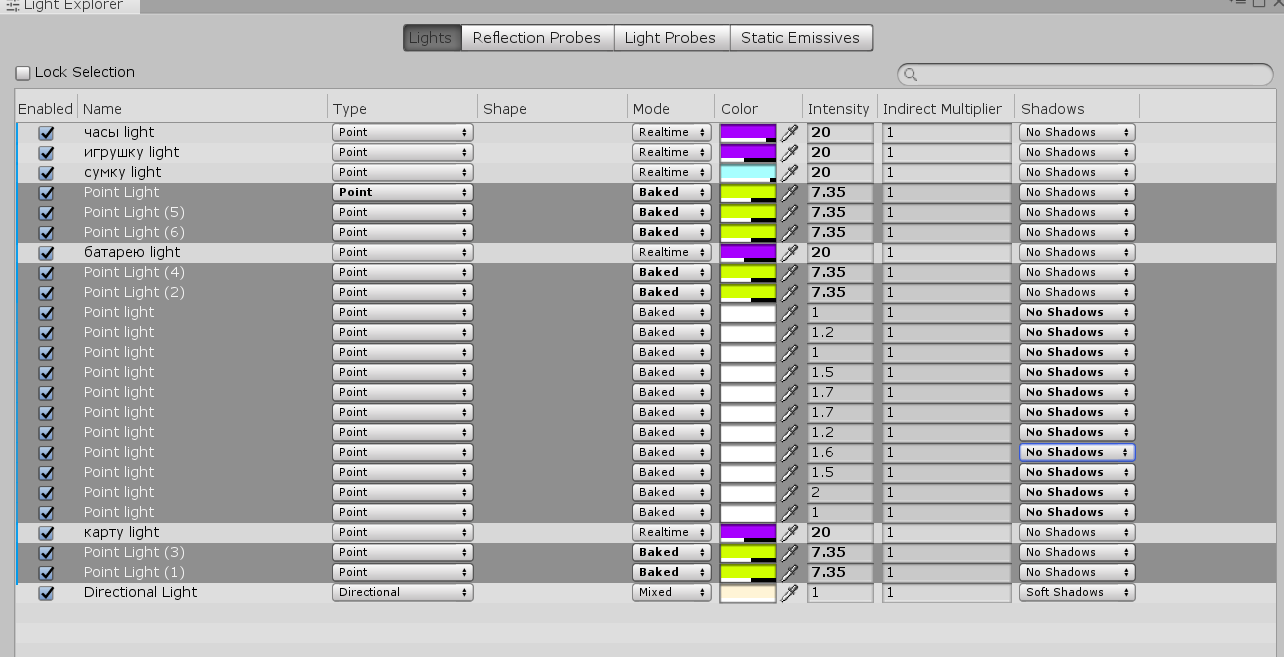 Light Explorer
Lights Reflection Probes Light Probes Static Emissives
Lock Selection
Enabled Name Type Shape Mode Color Intensity Indirect Multiplier Shadows
часы light Point Realtime 20 1 No Shadows
игрушку light Point Realtime 20 1 No Shadows
сумку light Point Realtime 20 1 No Shadows
Point Light Point Baked 7.35 1 No Shadows
Point Light (5) Point Baked 7.35 1 No Shadows
Point Light (6) Point Baked 7.35 1 No Shadows
батарею light Point Realtime 20 1 No Shadows
Point Light (4) Point Baked 7.35 1 No Shadows
Point Light (2) Point Baked 7.35 1 No Shadows
Point light Point Baked 1 1 No Shadows
Point light Point Baked 1.2 1 No Shadows
Point light Point Baked 1 1 No Shadows
Point light Point Baked 1.5 1 No Shadows
Point light Point Baked 1.7 1 No Shadows
Point light Point Baked 1.7 1 No Shadows
Point light Point Baked 1.2 1 No Shadows
Point light Point Baked 1.6 1 No Shadows
Point light Point Baked 1.5 1 No Shadows
Point light Point Baked 2 1 No Shadows
Point light Point Baked 1 1 No Shadows
карту light Point Realtime 20 1 No Shadows
Point Light (3) Point Baked 7.35 1 No Shadows
Point Light (1) Point Baked 7.35 1 No Shadows
Directional Light Directional Mixed 1 1 Soft Shadows